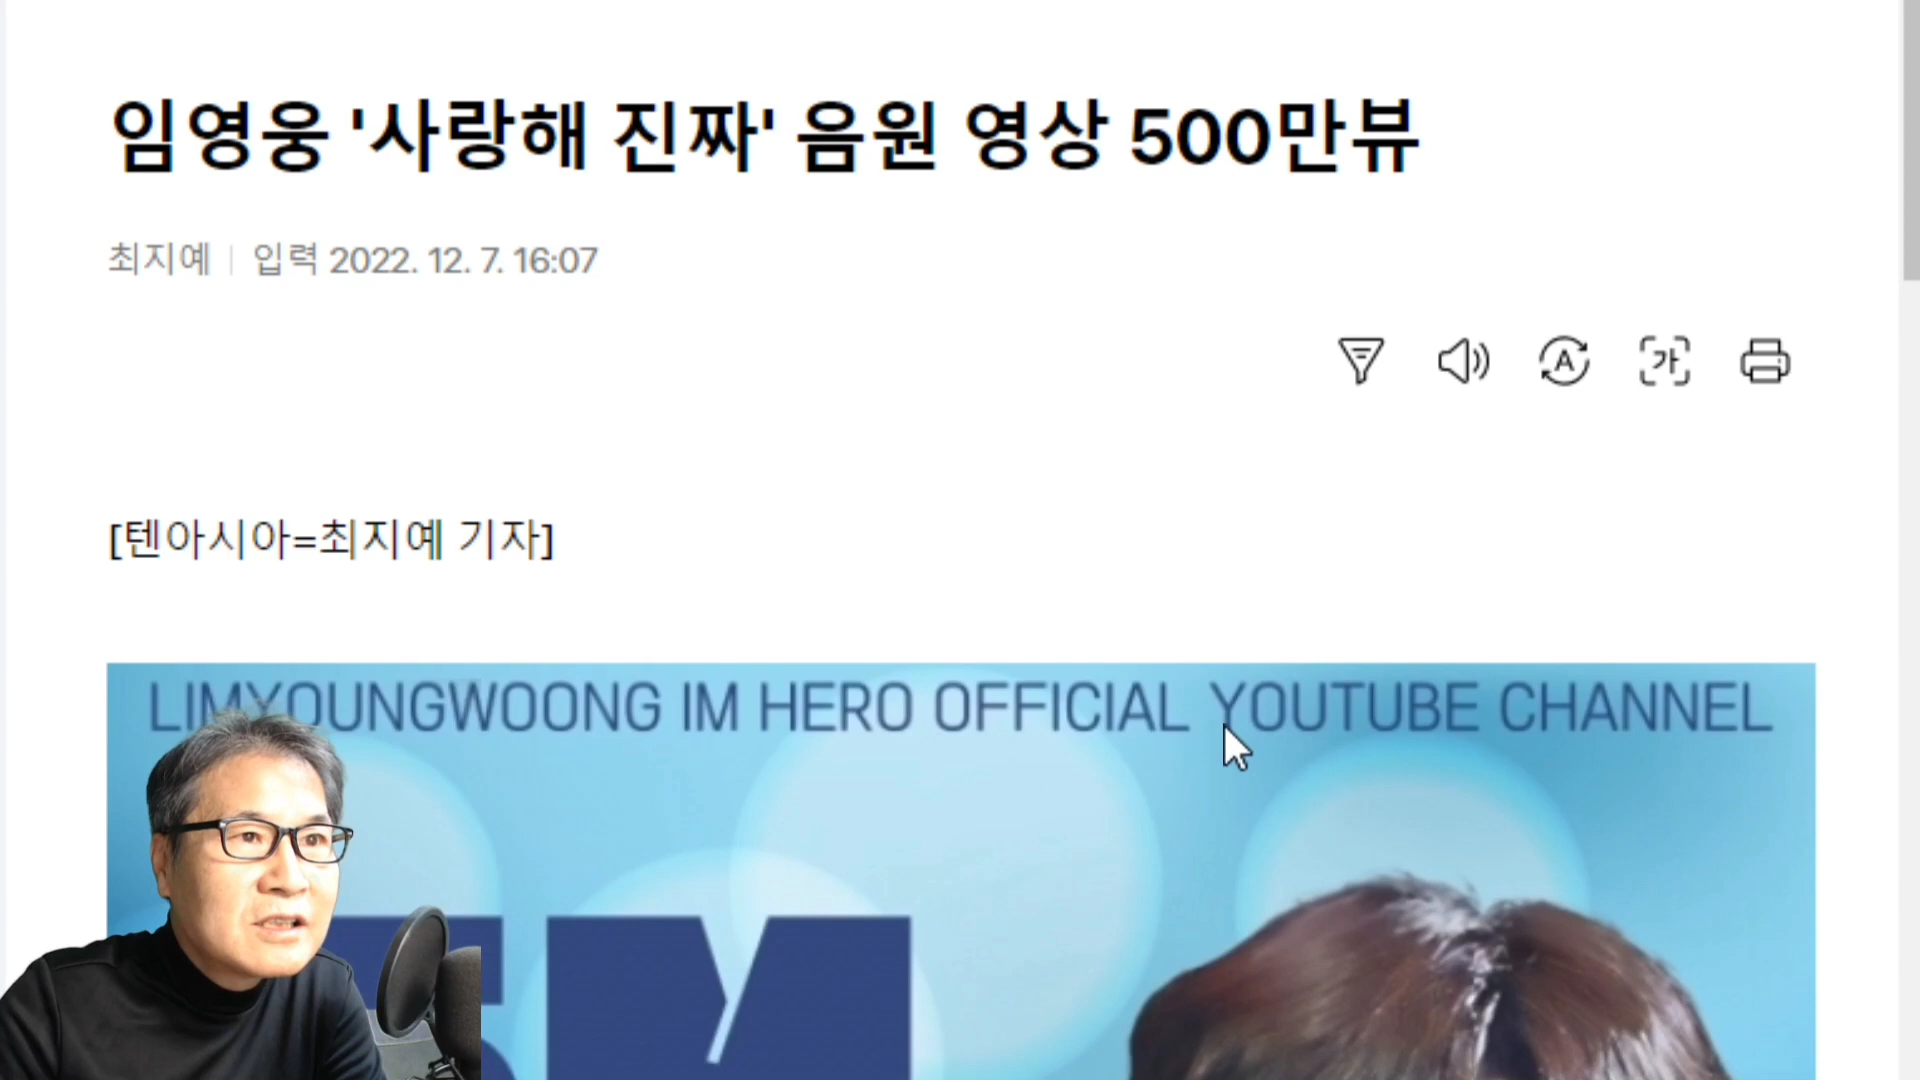 임영웅 '사랑해 진짜' 음원 영상 500만뷰
최지예 | 입력 2022. 12. 7. 16:07
가
[텐아시아=최지예 기자]
LIMYOUNGWOONG IM HERO OFFICIAL YOUTUBE CHANNEL
5M